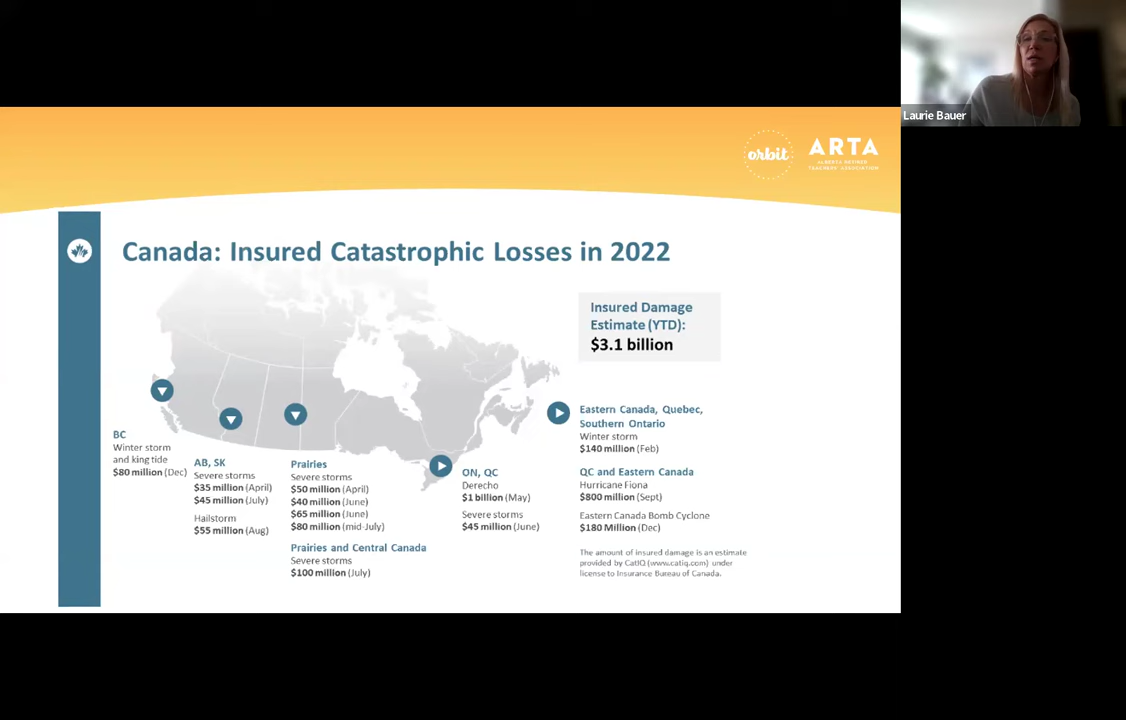 Laurie Bauer
orbit
ARTA
ALBERTA RETIRED
TEACHERS' ASSOCIATION
Canada: Insured Catastrophic Losses in 2022
Insured Damage
Estimate (YTD):
$3.1 billion
BC
Winter storm
and king tide
$80 million (Dec)
AB, SK
Severe storms
$35 million (April)
$45 million (July)
Hailstorm
$55 million (Aug)
Prairies
Severe storms
$50 million (April)
$40 million (June)
$65 million (June)
$80 million (mid-July)
Prairies and Central Canada
Severe storms
$100 million (July)
ON, QC
Derecho
$1 billion (May)
Severe storms
$45 million (June)
Eastern Canada, Quebec,
Southern Ontario
Winter storm
$140 million (Feb)
QC and Eastern Canada
Hurricane Fiona
$800 million (Sept)
Eastern Canada Bomb Cyclone
$180 Million (Dec)
The amount of insured damage is an estimate
provided by CatIQ (www.catiq.com) under
license to Insurance Bureau of Canada.